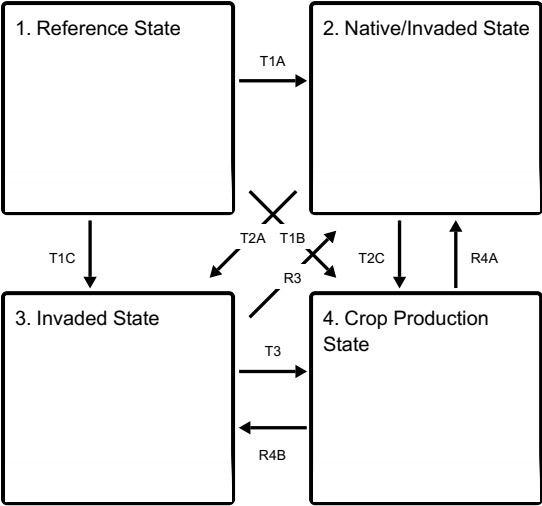 1. Reference State
2. Native/Invaded State
T1A
T1C
T2A
T1B
T2C
R4A
R3
3. Invaded State
4. Crop Production
State
T3
R4B